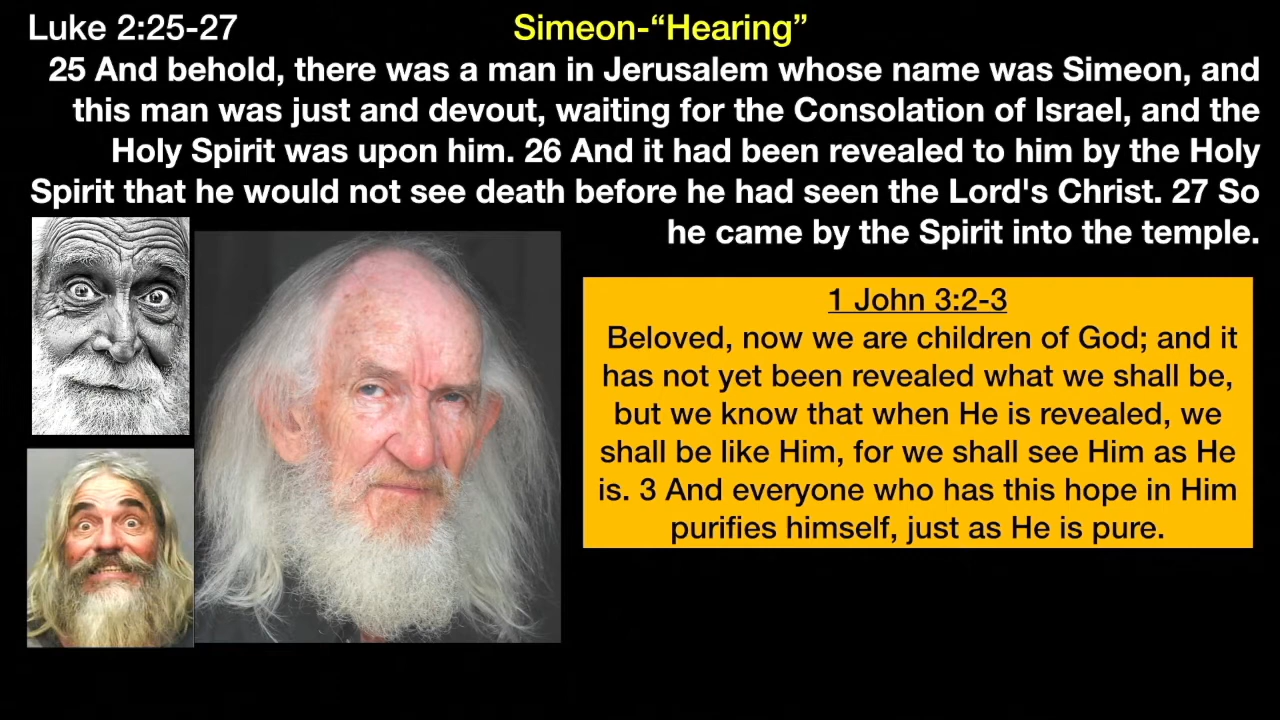 Luke 2:25-27
Simeon-“Hearing”
25 And behold, there was a man in Jerusalem whose name was Simeon, and
this man was just and devout, waiting for the Consolation of Israel, and the
Holy Spirit was upon him. 26 And it had been revealed to him by the Holy
Spirit that he would not see death before he had seen the Lord's Christ. 27 So
he came by the Spirit into the temple.
1 John 3:2-3
Beloved, now we are children of God; and it
has not yet been revealed what we shall be,
but we know that when He is revealed, we
shall be like Him, for we shall see Him as He
is. 3 And everyone who has this hope in Him
purifies himself, just as He is pure.